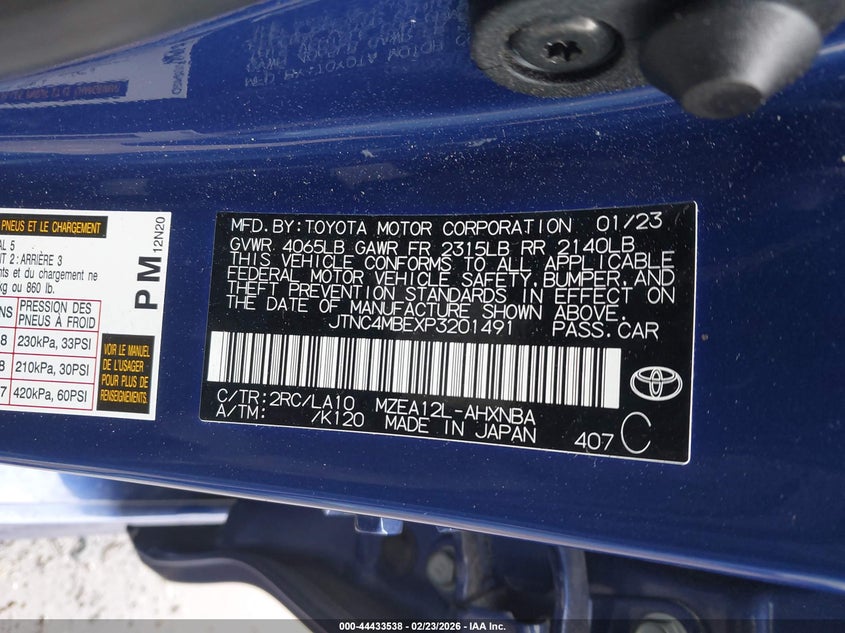 PNEUS ET LE CHARGEMENT
AL 5
T 2 : ARRIÈRE 3
nts et du chargement ne
kg ou 860 lb.
NS PRESSION DES PNEUS À FROID
8 230kPa, 33PSI
8 210kPa, 30PSI
7 420kPa, 60PSI
VOIR LE MANUEL
DE L'USAGER
POUR PLUS DE
RENSEIGNEMENTS.
PM
12N20
MFD.BY:TOYOTA MOTOR CORPORATION 01/23
GVWR 4065LB GAWR FR 2315LB RR 2140LB
THIS VEHICLE CONFORMS TO ALL APPLICABLE
FEDERAL MOTOR VEHICLE SAFETY,BUMPER,AND
THEFT PREVENTION STANDARDS IN EFFECT ON
THE DATE OF MANUFACTURE SHOWN ABOVE.
JTNC4MBEXP3201491 PASS.CAR
C/TR:2RC/LA10 MZEA12L-AHXNBA
A/TM: /K120 MADE IN JAPAN 407 C
000-44433538 - 02/23/2026 - IAA Inc.